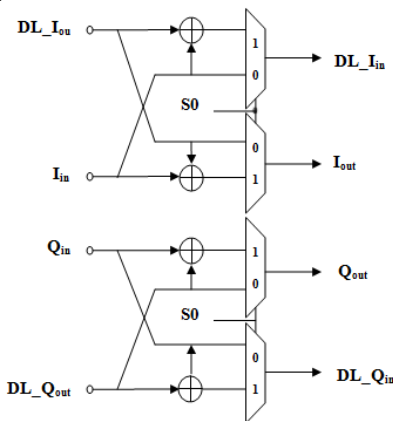 DL_I_ou
1
DL_I_in
0
S0
0
I_in
I_out
1
Q_in
1
Q_out
0
S0
0
DL_Q_in
DL_Q_out
1